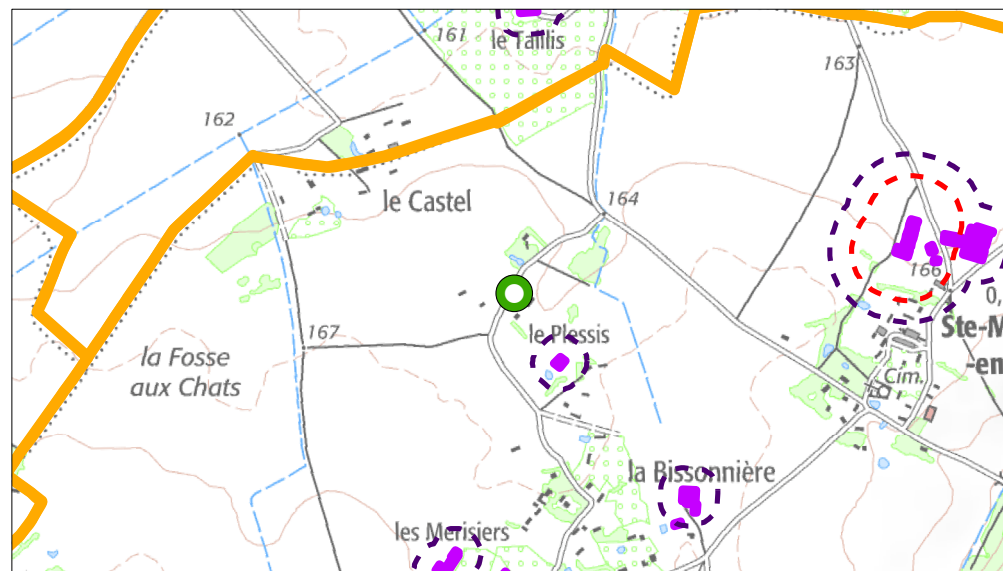 le Taillis
161
163
162
le Castel
164
166
0,
167
le Plessis
Ste-M
-en
la Fosse
aux Chats
Cim.
la Bissonnière
163
les Merisiers